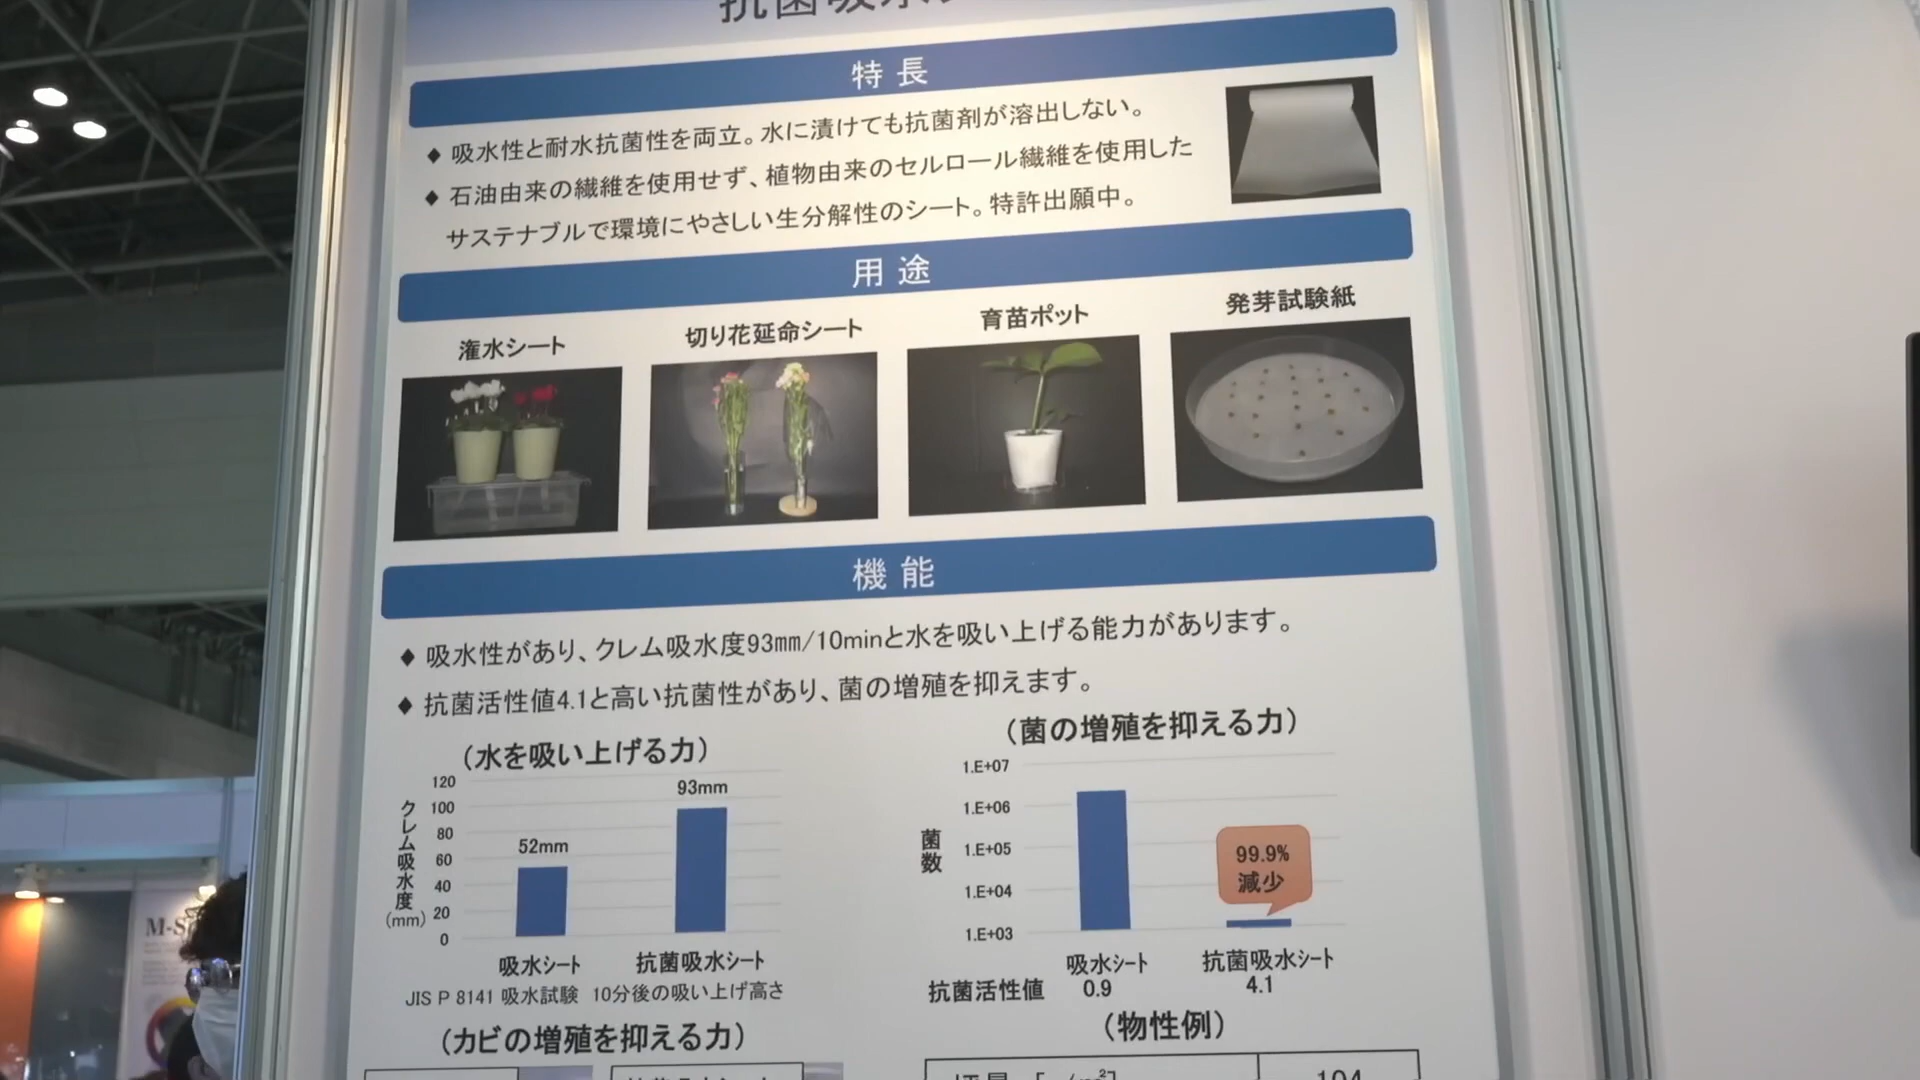 抗菌吸水
特長
◆ 吸水性と耐水抗菌性を両立。水に漬けても抗菌剤が溶出しない。
◆ 石油由来の繊維を使用せず、植物由来のセルロール繊維を使用した
サステナブルで環境にやさしい生分解性のシート。特許出願中。
用途
灌水シート 切り花延命シート 育苗ポット 発芽試験紙
機能
◆ 吸水性があり、クレム吸水度93mm/10minと水を吸い上げる能力があります。
◆ 抗菌活性値4.1と高い抗菌性があり、菌の増殖を抑えます。
(水を吸い上げる力)
クレム吸水度
(mm)
120
100
80
60
40
20
0
52mm
93mm
吸水シート 抗菌吸水シート
JIS P 8141 吸水試験 10分後の吸い上げ高さ
(菌の増殖を抑える力)
菌数
1.E+07
1.E+06
1.E+05
1.E+04
1.E+03
99.9%
減少
吸水シート 抗菌吸水シート
抗菌活性値 0.9 4.1
(カビの増殖を抑える力)
(物性例)
104